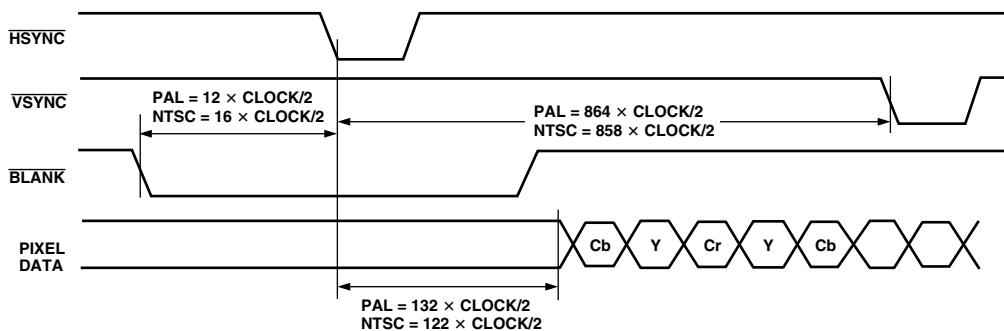 HSYNC
VSYNC
PAL = 12 × CLOCK/2
NTSC = 16 × CLOCK/2
PAL = 864 × CLOCK/2
NTSC = 858 × CLOCK/2
BLANK
PIXEL
DATA
Cb Y Cr Y Cb
PAL = 132 × CLOCK/2
NTSC = 122 × CLOCK/2